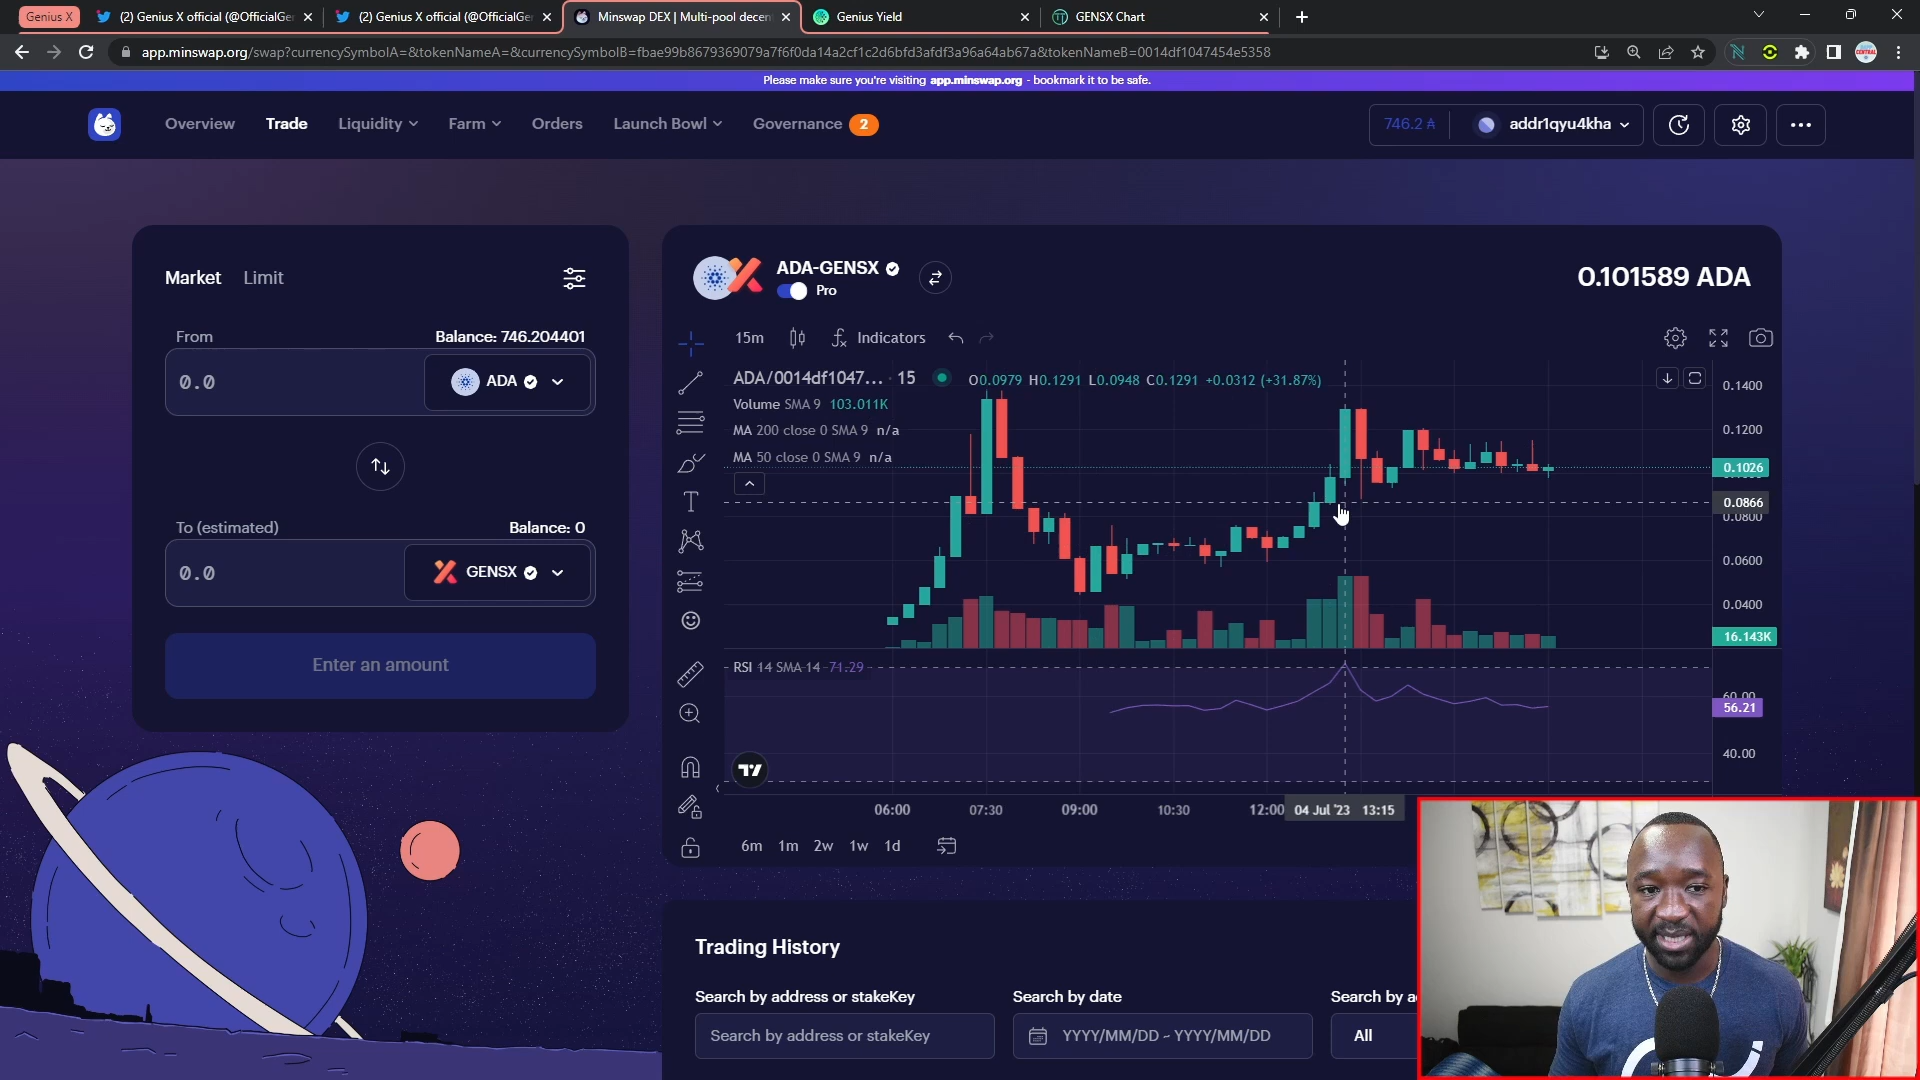 Genius X
(2) Genius X official (@OfficialGe
(2) Genius X official (@OfficialGe
Minswap DEX | Multi-pool decen
Genius Yield
GENSX Chart
app.minswap.org/swap?currencySymbolA=&tokenNameA=&currencySymbolB=fbae99b8679369079a7f6f0da14a2cf1c2d6bfd3afdf3a96a64ab67a&tokenNameB=0014df1047454e5358
Please make sure you're visiting app.minswap.org - bookmark it to be safe.
Overview
Trade
Liquidity
Farm
Orders
Launch Bowl
Governance 2
746.2 ₳
addr1qyu4kha
Market
Limit
From
Balance: 746.204401
0.0
ADA
To (estimated)
Balance: 0
0.0
GENSX
Enter an amount
ADA-GENSX
Pro
0.101589 ADA
15m
Indicators
ADA/0014df1047... · 15
O0.0979 H0.1291 L0.0948 C0.1291 +0.0312 (+31.87%)
Volume SMA 9 103.011K
MA 200 close 0 SMA 9 n/a
MA 50 close 0 SMA 9 n/a
0.1400
0.1200
0.1026
0.0866
0.0800
0.0600
0.0400
16.143K
RSI 14 SMA 14 71.29
60.00
56.21
40.00
06:00
07:30
09:00
10:30
12:00
04 Jul '23 13:15
6m
1m
2w
1w
1d
Trading History
Search by address or stakeKey
Search by date
Search by a
Search by address or stakeKey
YYYY/MM/DD ~ YYYY/MM/DD
All